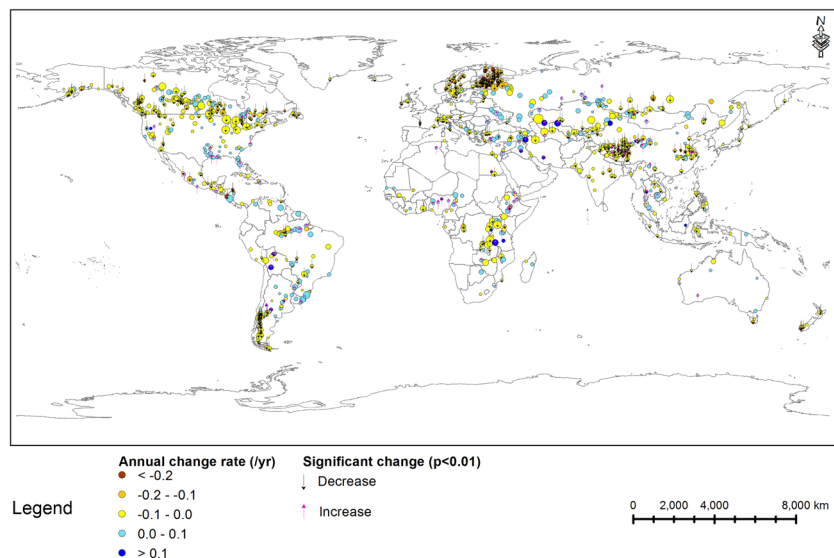 N
Annual change rate (/yr)
< -0.2
-0.2 - -0.1
-0.1 - 0.0
0.0 - 0.1
> 0.1
Significant change (p<0.01)
Decrease
Increase
Legend
0 2,000 4,000 8,000 km